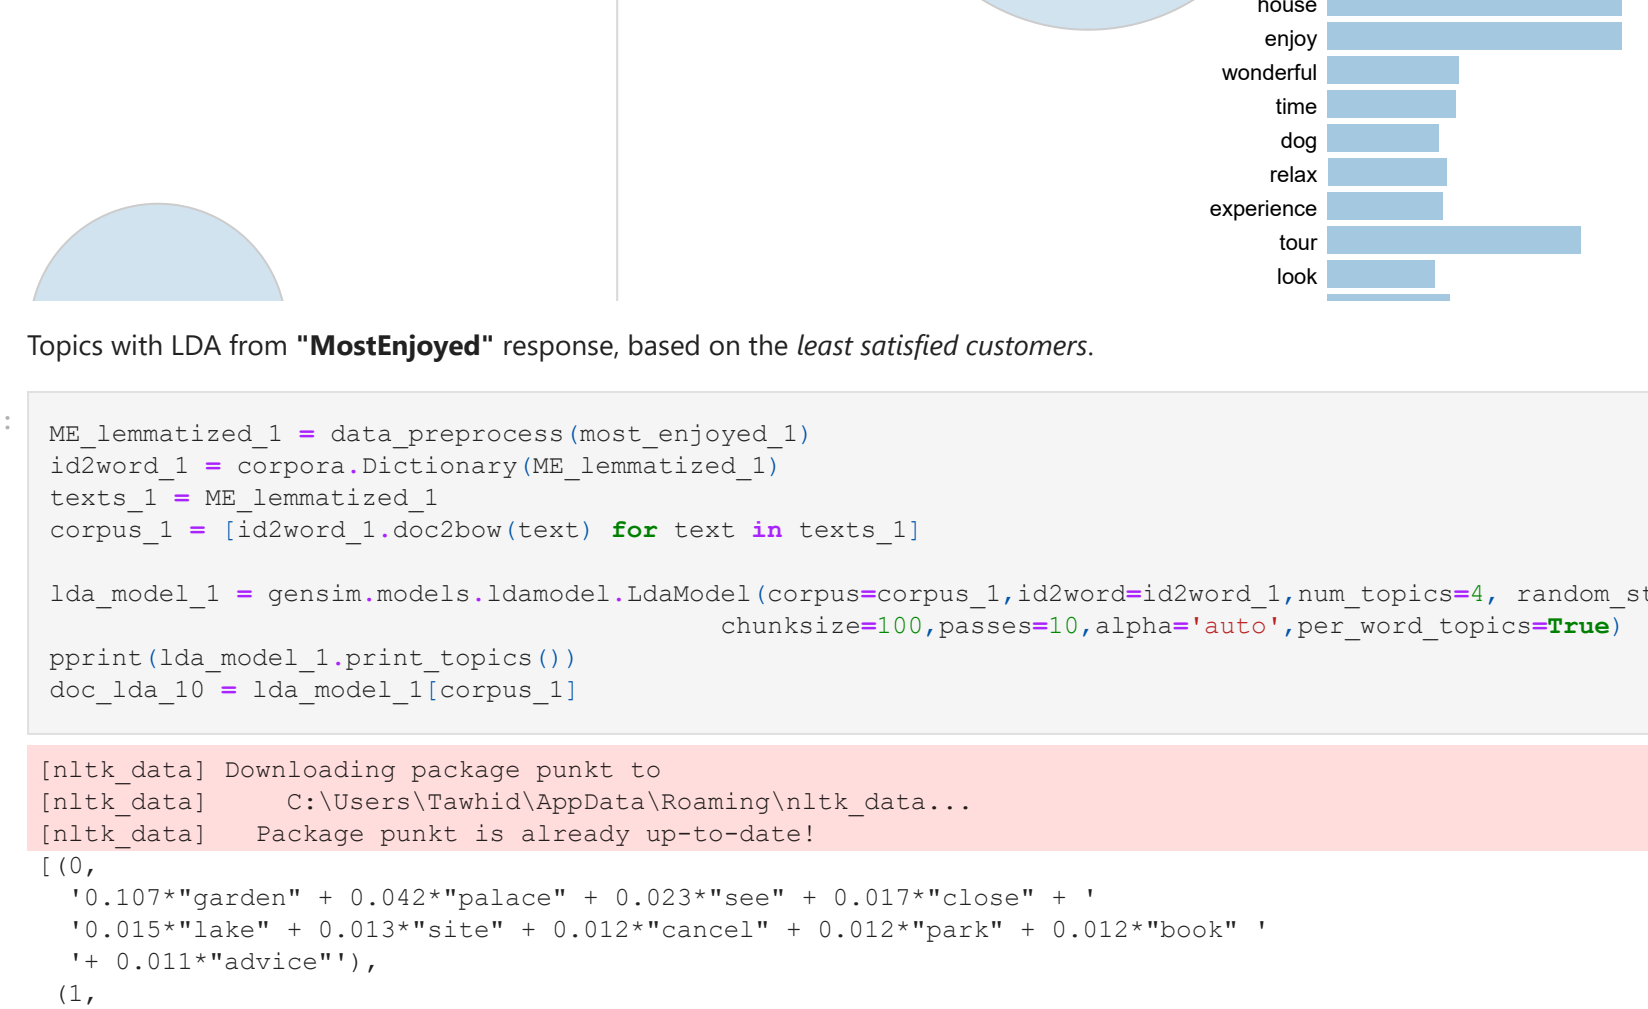 house
enjoy
wonderful
time
dog
relax
experience
tour
look
Topics with LDA from "MostEnjoyed" response, based on the least satisfied customers.
:
ME_lemmatized_1 = data_preprocess(most_enjoyed_1)
id2word_1 = corpora.Dictionary(ME_lemmatized_1)
texts_1 = ME_lemmatized_1
corpus_1 = [id2word_1.doc2bow(text) for text in texts_1]
lda_model_1 = gensim.models.ldamodel.LdaModel(corpus=corpus_1,id2word=id2word_1,num_topics=4, random_st
chunksize=100,passes=10,alpha='auto',per_word_topics=True)
pprint(lda_model_1.print_topics())
doc_lda_10 = lda_model_1[corpus_1]
[nltk_data] Downloading package punkt to
[nltk_data]     C:\Users\Tawhid\AppData\Roaming\nltk_data...
[nltk_data]   Package punkt is already up-to-date!
[(0,
'0.107*"garden" + 0.042*"palace" + 0.023*"see" + 0.017*"close" + '
'0.015*"lake" + 0.013*"site" + 0.012*"cancel" + 0.012*"park" + 0.012*"book" '
'+ 0.011*"advice"'),
(1,